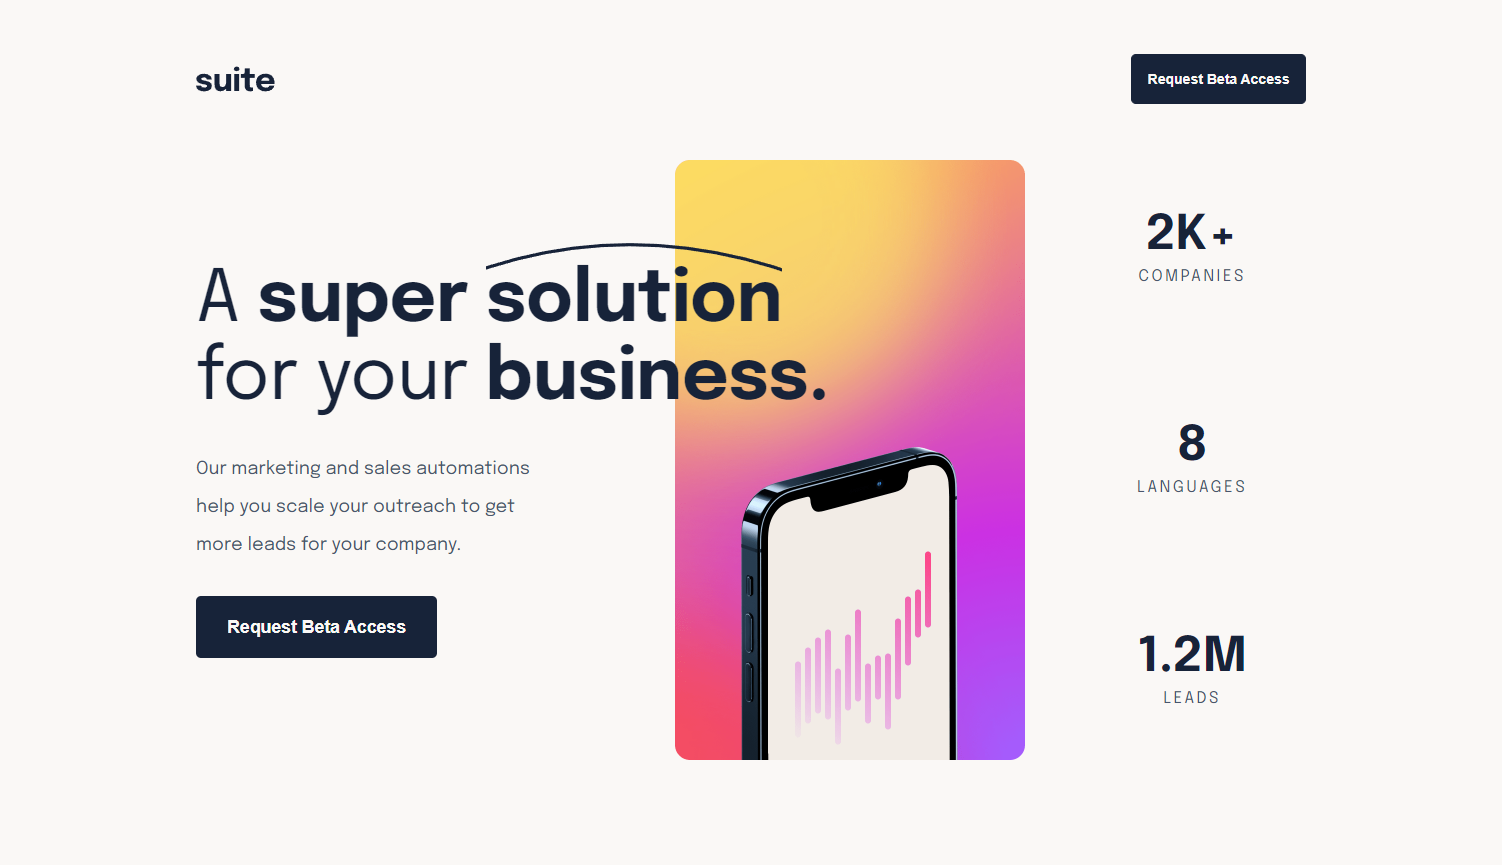 suite
Request Beta Access
A super solution
for your business.
Our marketing and sales automations
help you scale your outreach to get
more leads for your company.
Request Beta Access
2K+
COMPANIES
8
LANGUAGES
1.2M
LEADS